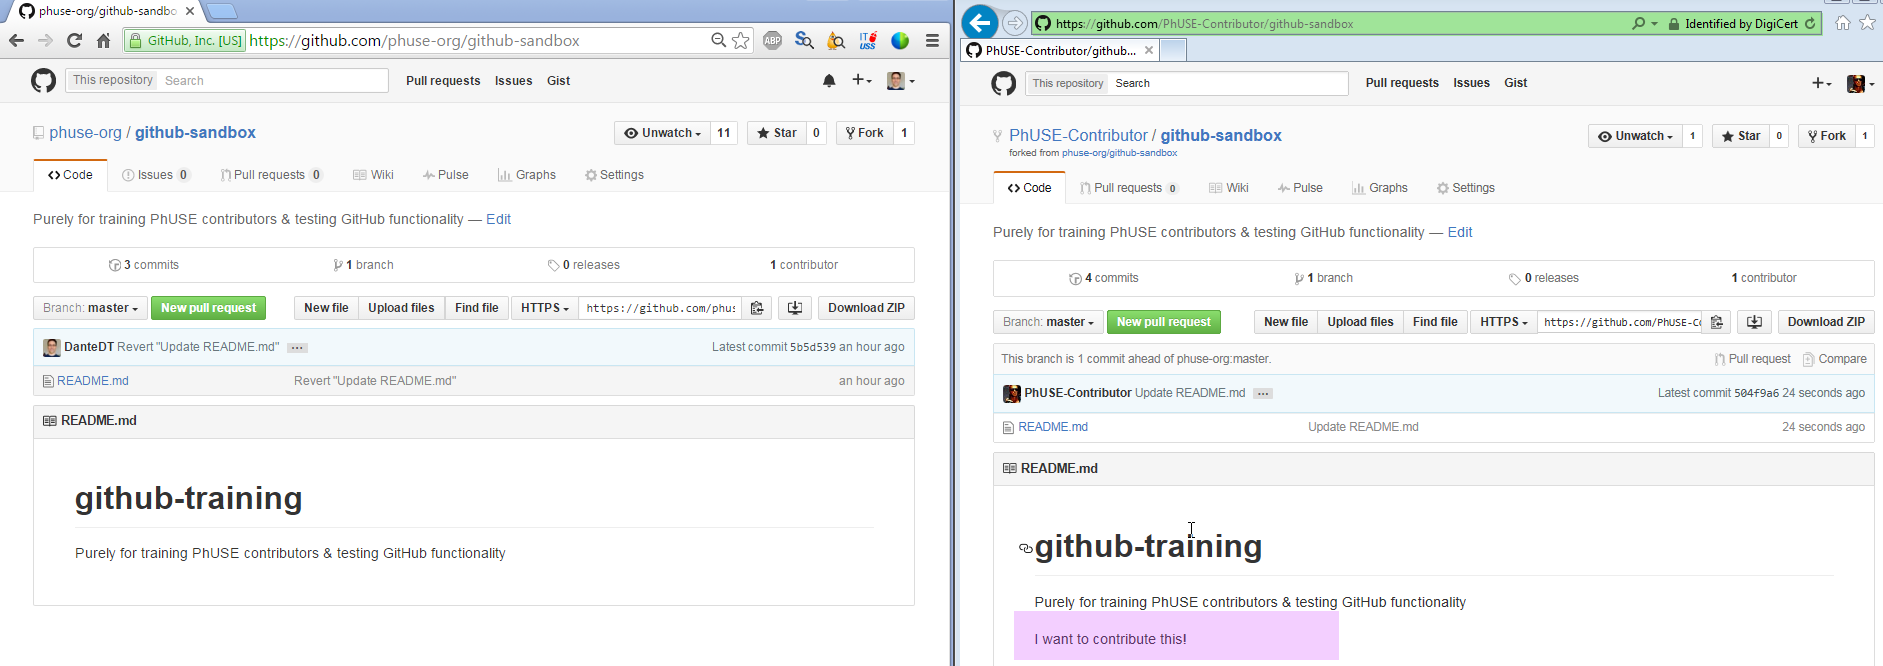 phuse-org/github-sandbo
GitHub, Inc. [US] https://github.com/phuse-org/github-sandbox
ABP
IT USS
This repository Search Pull requests Issues Gist
phuse-org / github-sandbox Unwatch 11 Star 0 Fork 1
Code Issues 0 Pull requests 0 Wiki Pulse Graphs Settings
Purely for training PhUSE contributors & testing GitHub functionality — Edit
3 commits 1 branch 0 releases 1 contributor
Branch: master New pull request New file Upload files Find file HTTPS https://github.com/phus Download ZIP
DanteDT Revert "Update README.md" ... Latest commit 5b5d539 an hour ago
README.md Revert "Update README.md" an hour ago
README.md
github-training
Purely for training PhUSE contributors & testing GitHub functionality
https://github.com/PhUSE-Contributor/github-sandbox Identified by DigiCert
PhUSE-Contributor/github...
This repository Search Pull requests Issues Gist
PhUSE-Contributor / github-sandbox Unwatch 1 Star 0 Fork 1
forked from phuse-org/github-sandbox
Code Pull requests 0 Wiki Pulse Graphs Settings
Purely for training PhUSE contributors & testing GitHub functionality — Edit
4 commits 1 branch 0 releases 1 contributor
Branch: master New pull request New file Upload files Find file HTTPS https://github.com/PhUSE-Co Download ZIP
This branch is 1 commit ahead of phuse-org:master. Pull request Compare
PhUSE-Contributor Update README.md ... Latest commit 504f9a6 24 seconds ago
README.md Update README.md 24 seconds ago
README.md
github-training
Purely for training PhUSE contributors & testing GitHub functionality
I want to contribute this!